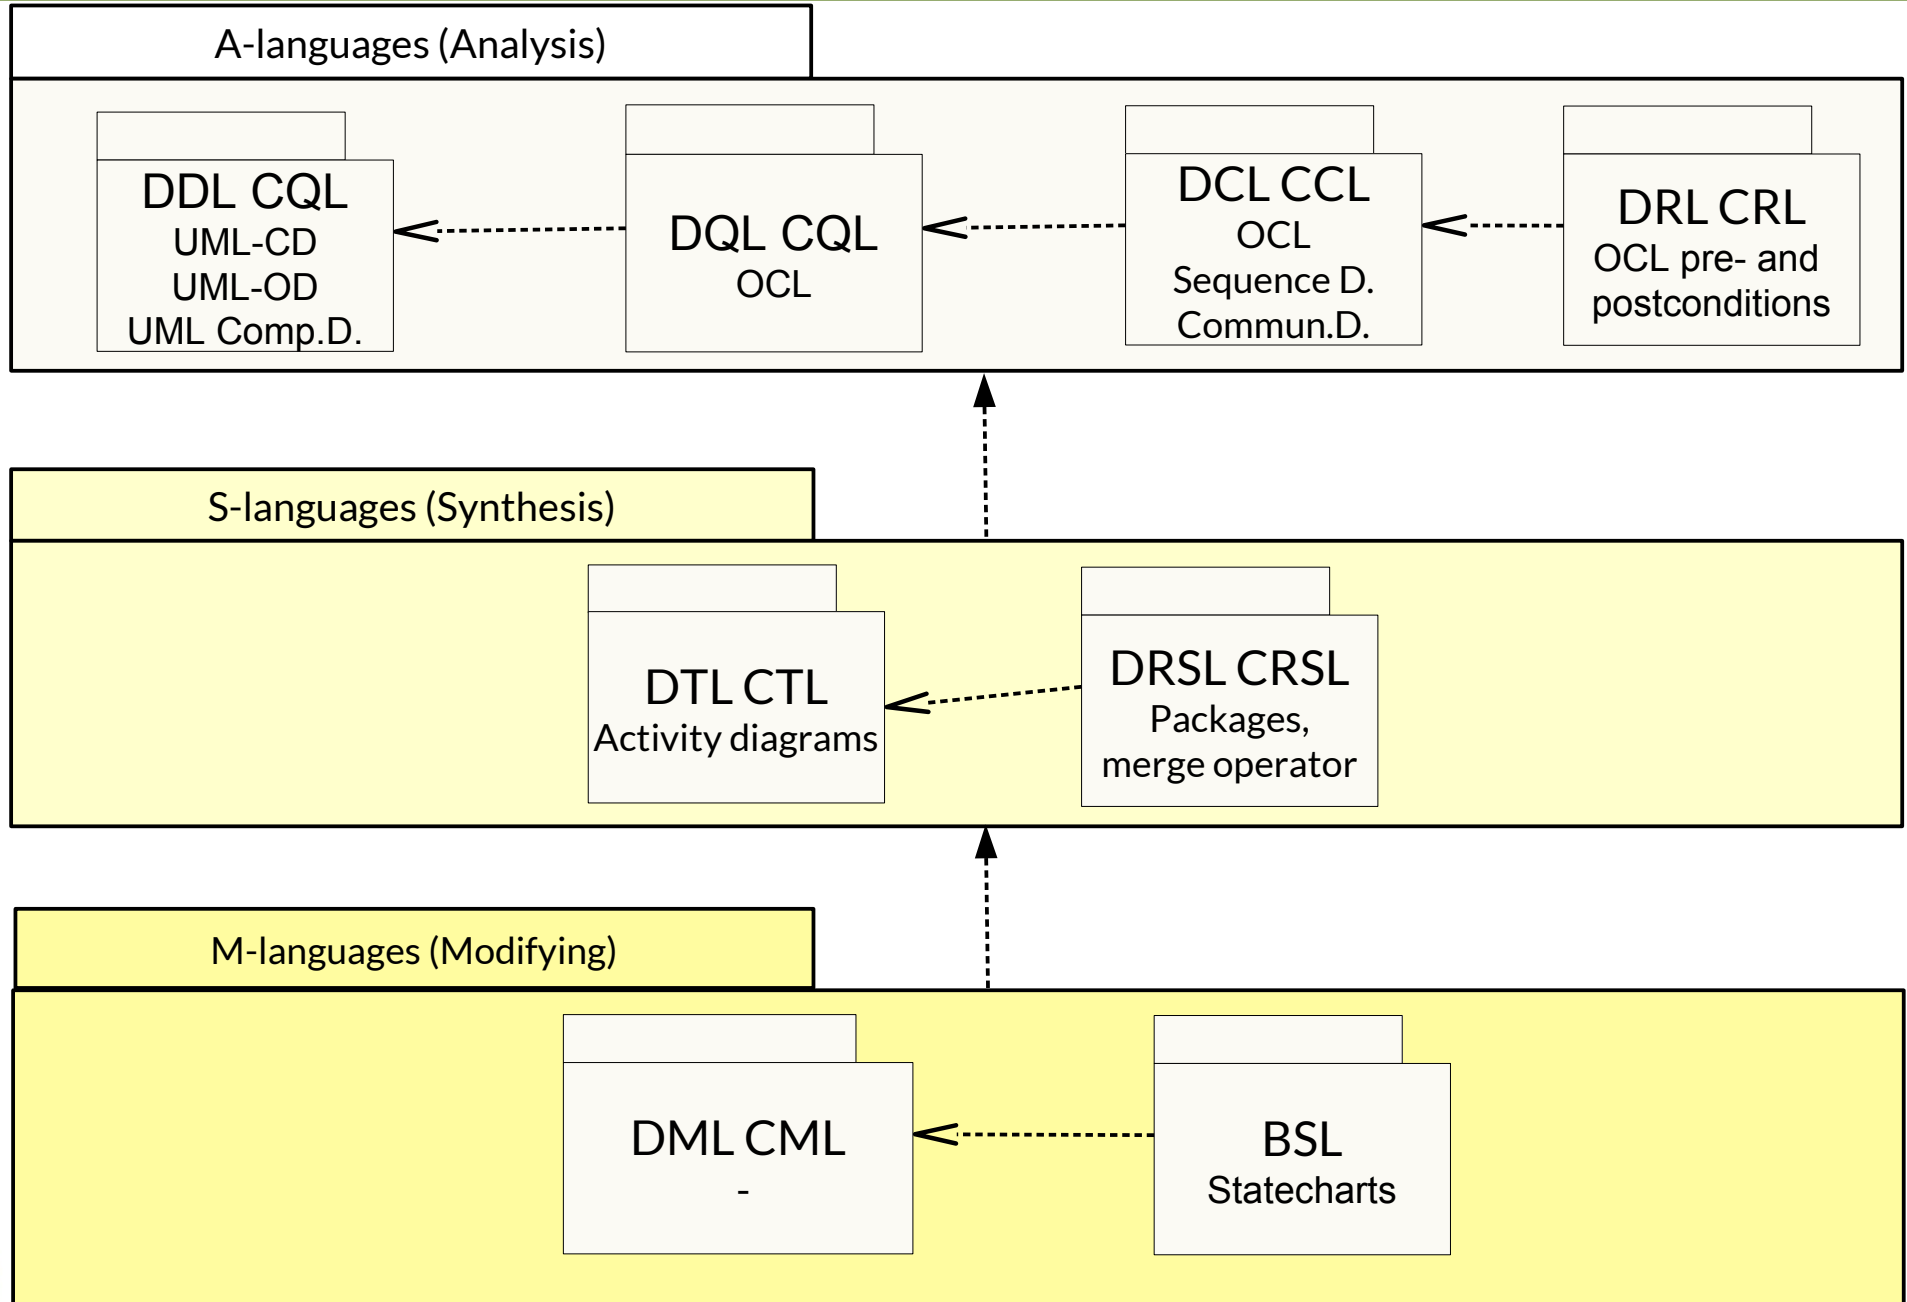 A-languages (Analysis)
DDL CQL
UML-CD
UML-OD
UML Comp.D.
DQL CQL
OCL
DCL CCL
OCL
Sequence D.
Commun.D.
DRL CRL
OCL pre- and
postconditions
S-languages (Synthesis)
DTL CTL
Activity diagrams
DRSL CRSL
Packages,
merge operator
M-languages (Modifying)
DML CML
-
BSL
Statecharts